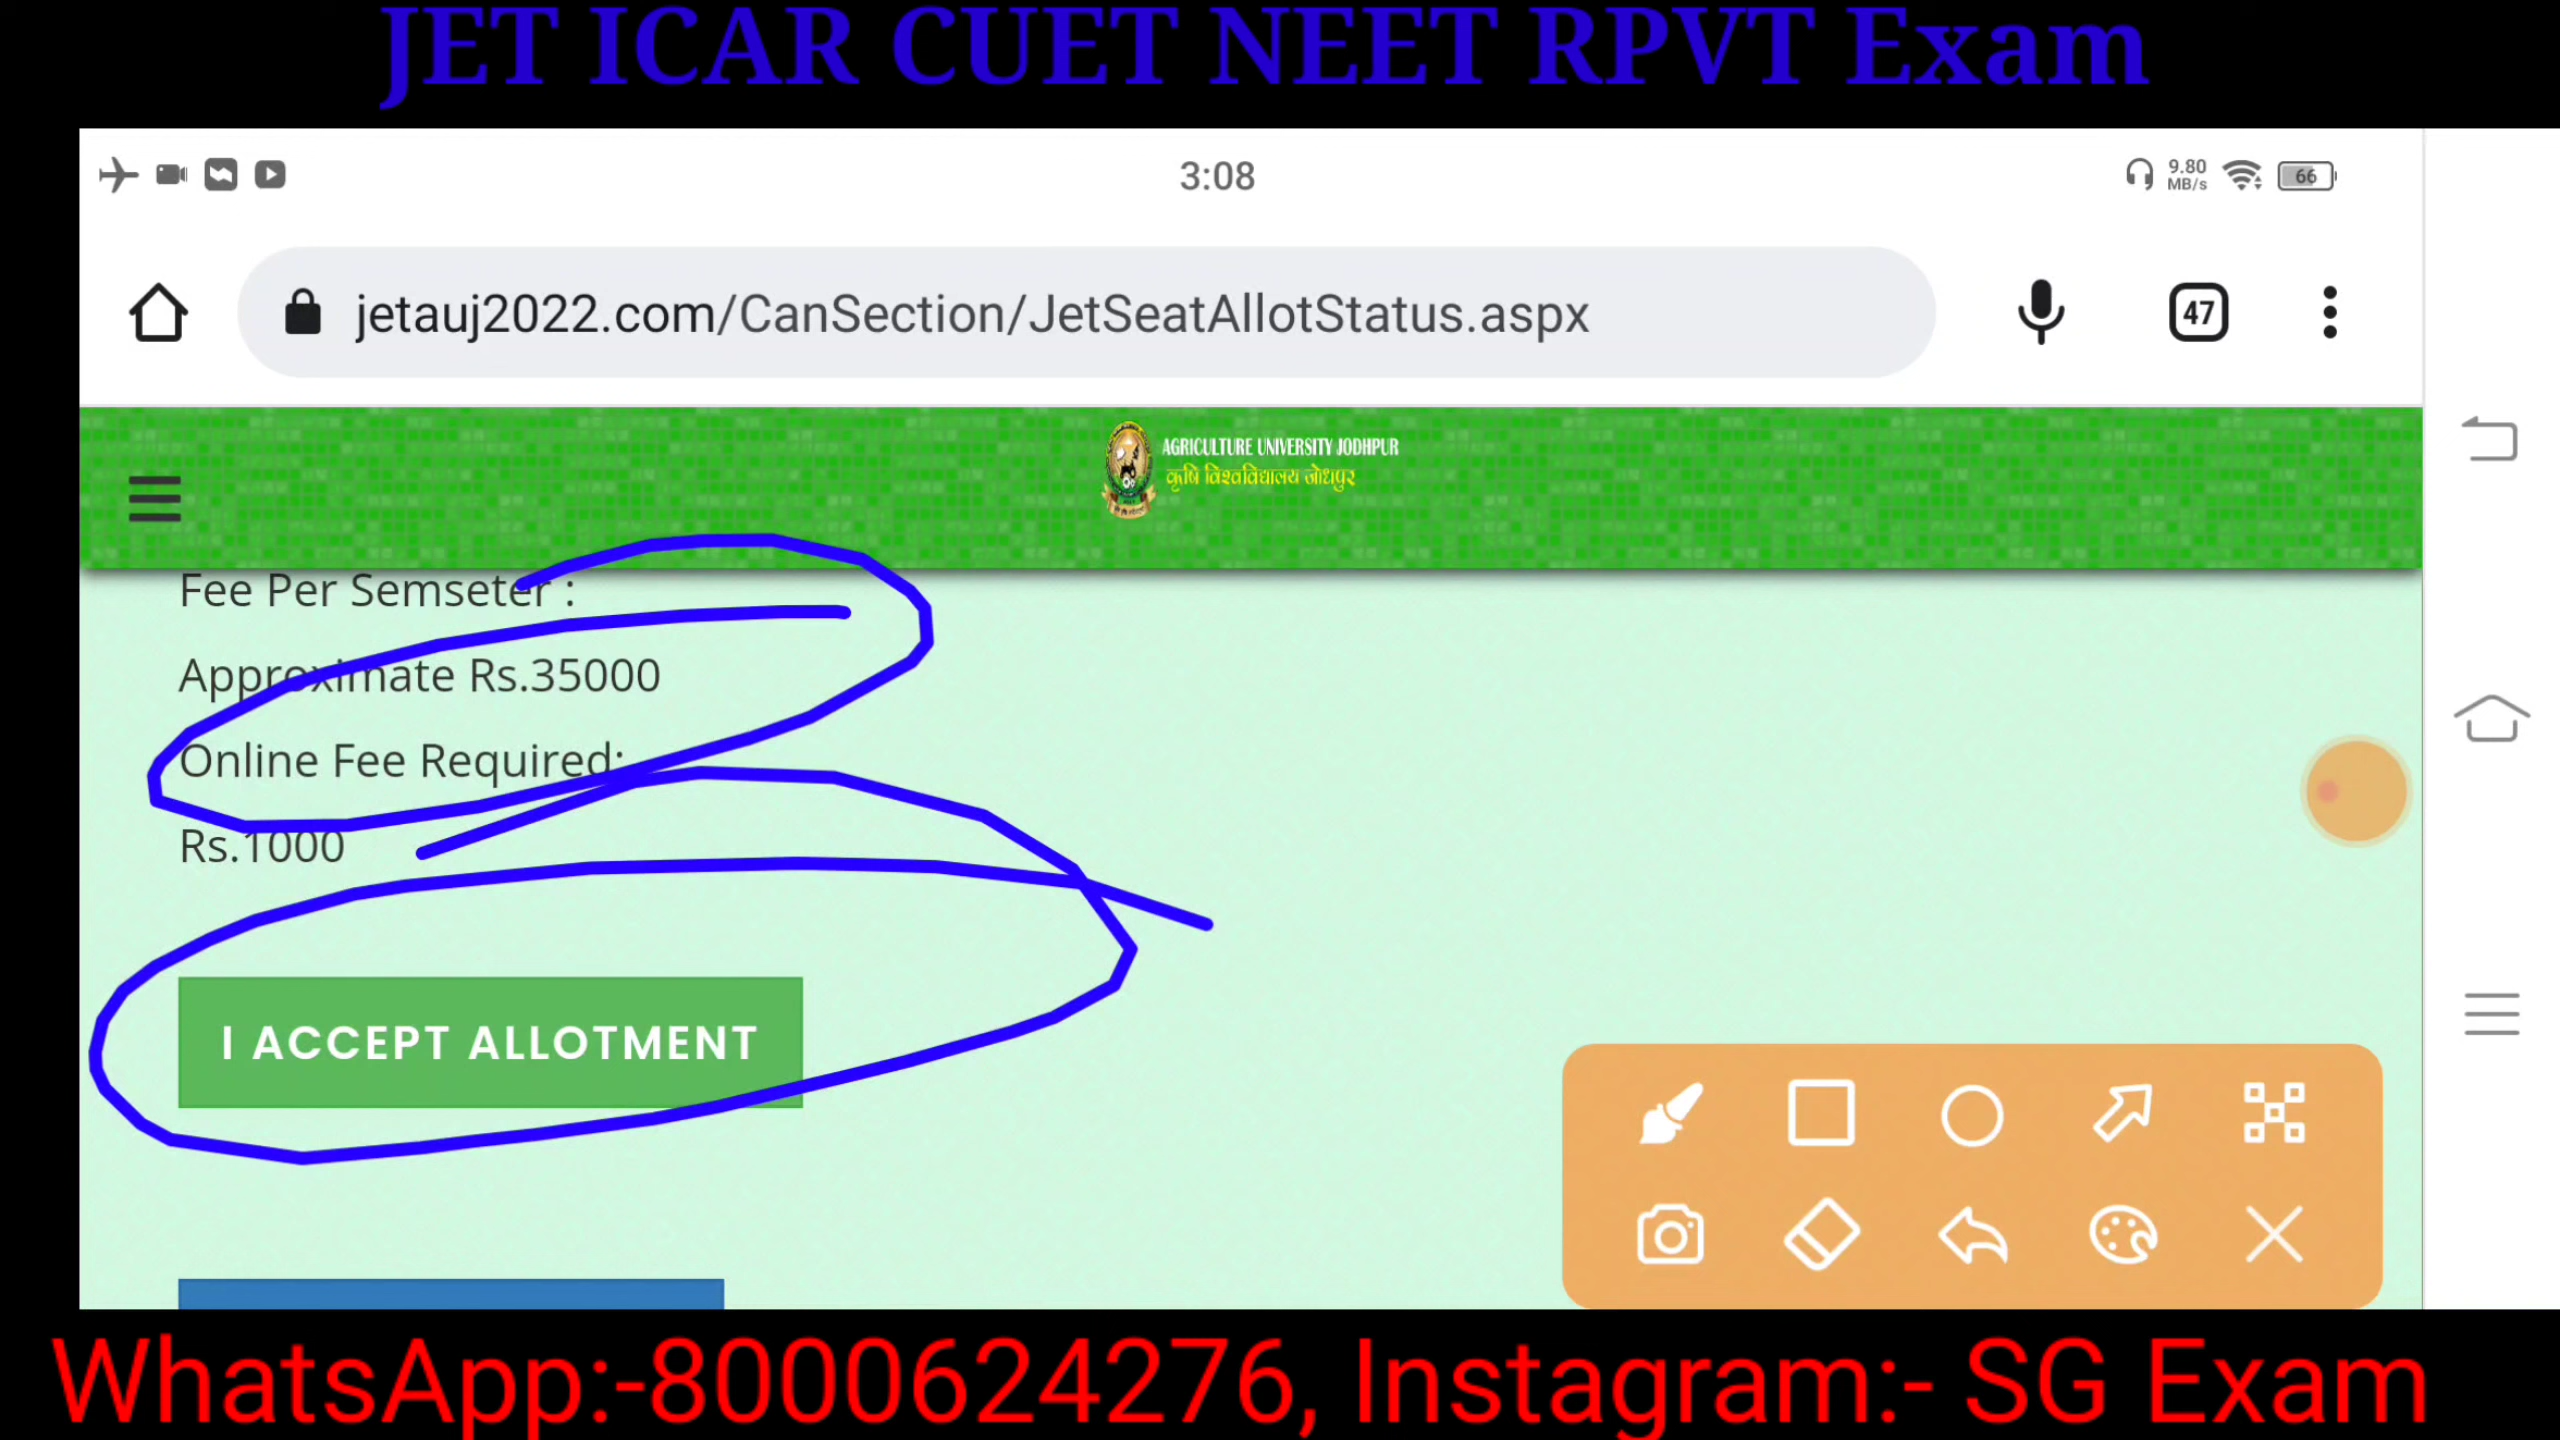 JET ICAR CUET NEET RPVT Exam
3:08
9.80
MB/s
66
jetauj2022.com/CanSection/JetSeatAllotStatus.aspx
47
AGRICULTURE UNIVERSITY JODHPUR
कृषि विश्वविद्यालय जोधपुर
Fee Per Semseter :
Approximate Rs.35000
Online Fee Required:
Rs.1000
I ACCEPT ALLOTMENT
WhatsApp:-8000624276, Instagram:- SG Exam